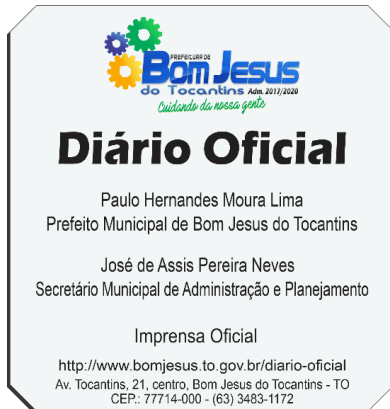 PREFEITURA DE
Bom Jesus
do Tocantins Adm. 2017/2020
Cuidando da nossa gente
Diário Oficial
Paulo Hernandes Moura Lima
Prefeito Municipal de Bom Jesus do Tocantins
José de Assis Pereira Neves
Secretário Municipal de Administração e Planejamento
Imprensa Oficial
http://www.bomjesus.to.gov.br/diario-oficial
Av. Tocantins, 21, centro, Bom Jesus do Tocantins - TO
CEP.: 77714-000 - (63) 3483-1172